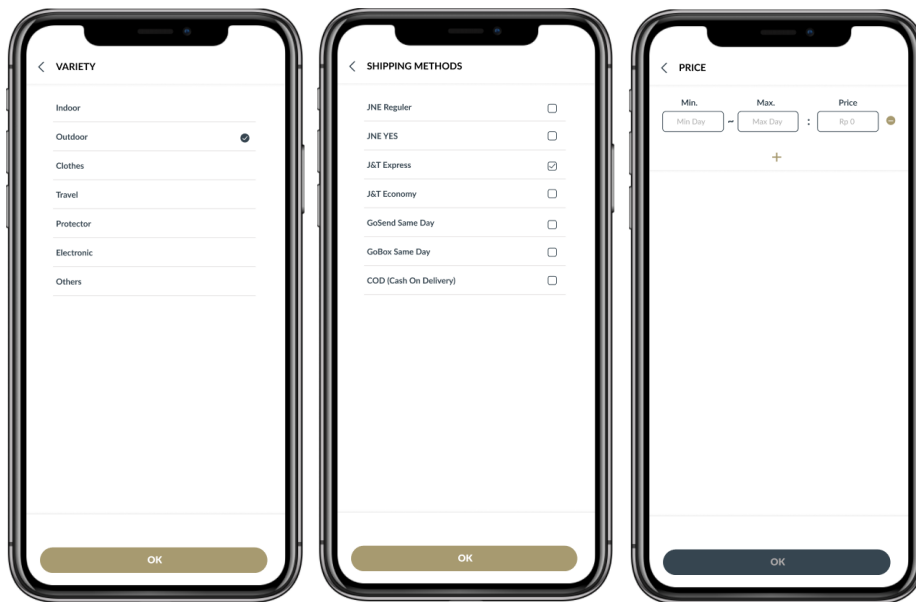 VARIETY
Indoor
Outdoor
Clothes
Travel
Protector
Electronic
Others
OK
SHIPPING METHODS
JNE Reguler
JNE YES
J&T Express
J&T Economy
GoSend Same Day
GoBox Same Day
COD (Cash On Delivery)
OK
PRICE
Min. Max. Price
Min Day ~ Max Day : Rp 0
+
OK